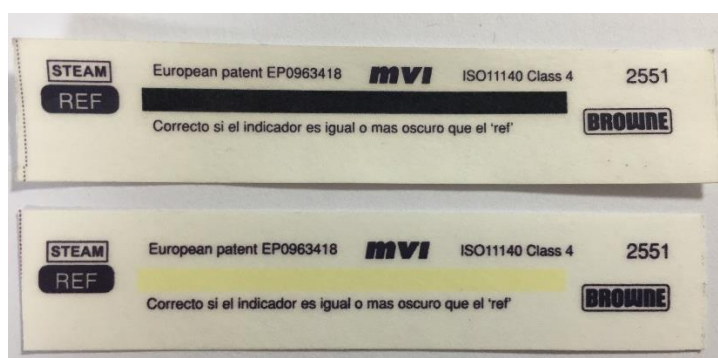 STEAM European patent EP0963418 mvi ISO11140 Class 4 2551
REF
BROWNE
Correcto si el indicador es igual o mas oscuro que el 'ref'
STEAM European patent EP0963418 mvi ISO11140 Class 4 2551
REF
BROWNE
Correcto si el indicador es igual o mas oscuro que el 'ref'